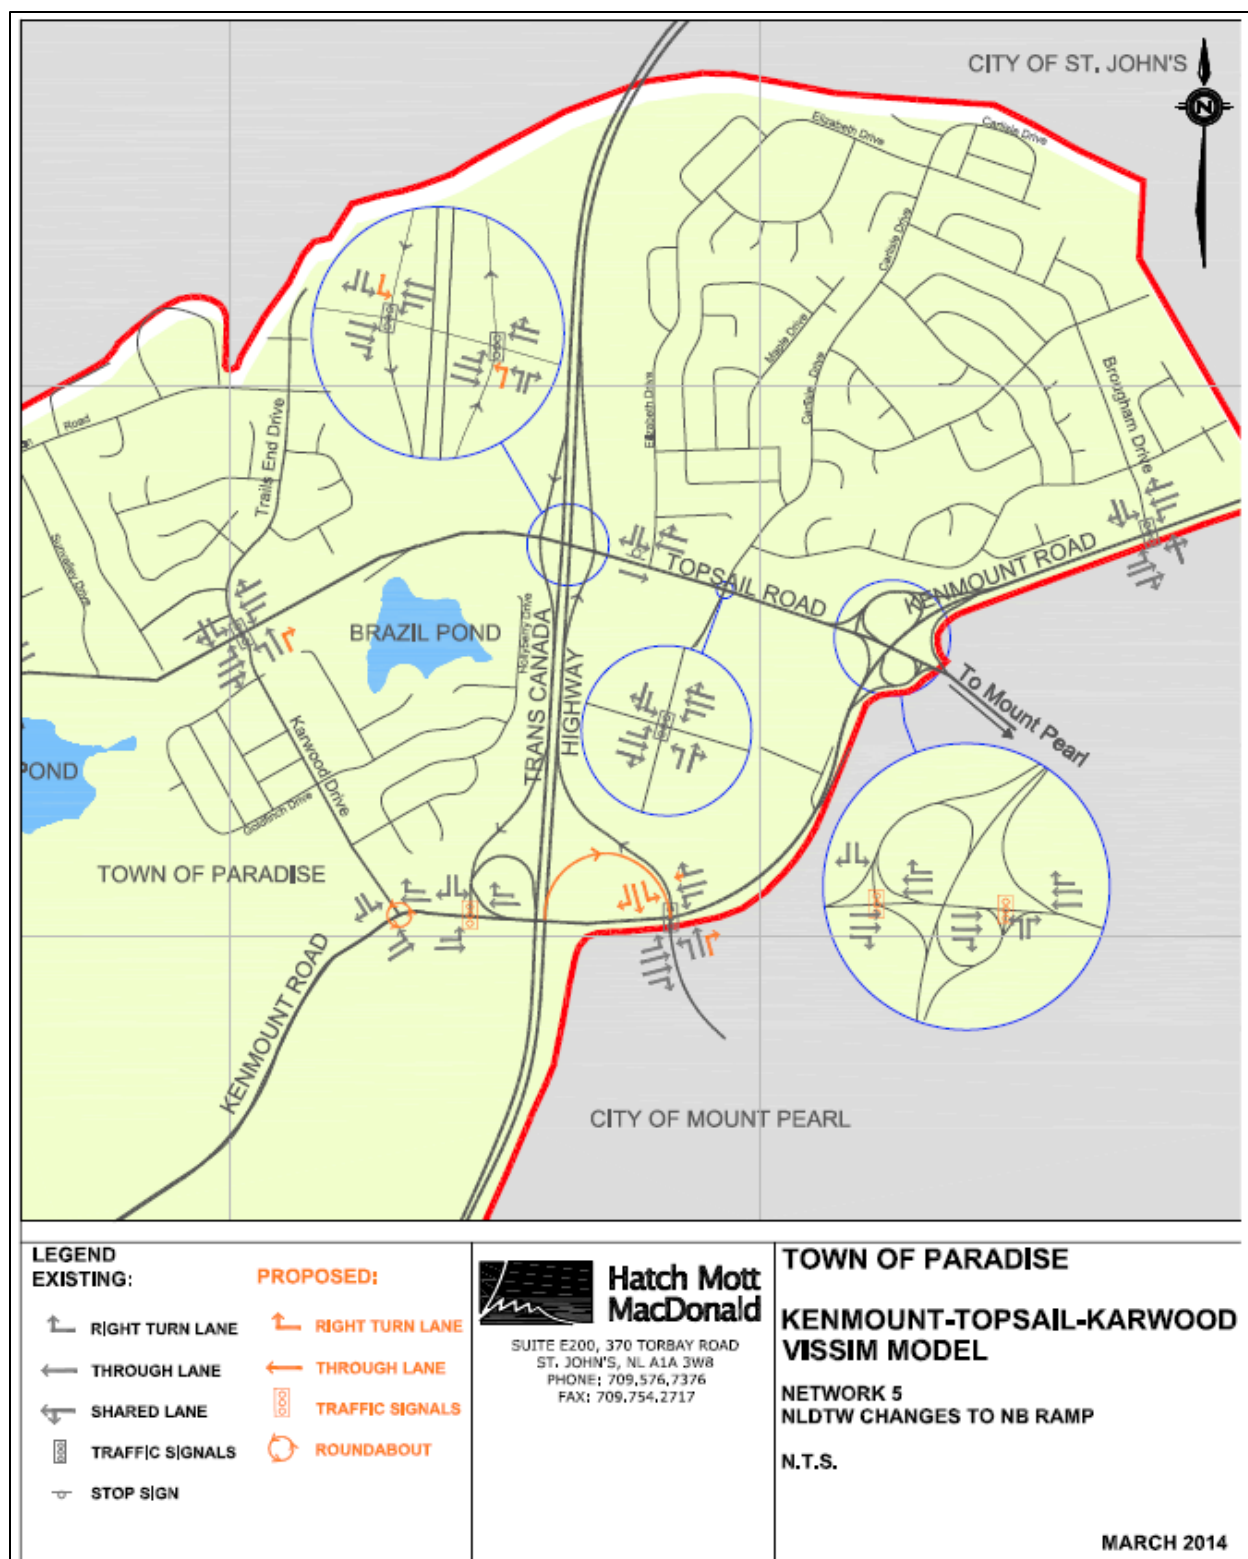 CITY OF ST. JOHN'S
N
Elizabeth Drive
Carlisle Drive
Carlisle Drive
Maple Drive
Elizabeth Drive
Carlisle Drive
Brougham Drive
Road
Trails End Drive
Sunvalley Drive
TOPSAIL ROAD
KENMOUNT ROAD
BRAZIL POND
Hollyberry Drive
TRANS CANADA
HIGHWAY
To Mount Pearl
POND
Karwood Drive
Goldfinch Drive
TOWN OF PARADISE
KENMOUNT ROAD
CITY OF MOUNT PEARL
LEGEND
EXISTING:
RIGHT TURN LANE
THROUGH LANE
SHARED LANE
TRAFFIC SIGNALS
STOP SIGN
PROPOSED:
RIGHT TURN LANE
THROUGH LANE
TRAFFIC SIGNALS
ROUNDABOUT
Hatch Mott
MacDonald
SUITE E200, 370 TORBAY ROAD
ST. JOHN'S, NL A1A 3W8
PHONE: 709.576.7376
FAX: 709.754.2717
TOWN OF PARADISE
KENMOUNT-TOPSAIL-KARWOOD
VISSIM MODEL
NETWORK 5
NLDTW CHANGES TO NB RAMP
N.T.S.
MARCH 2014